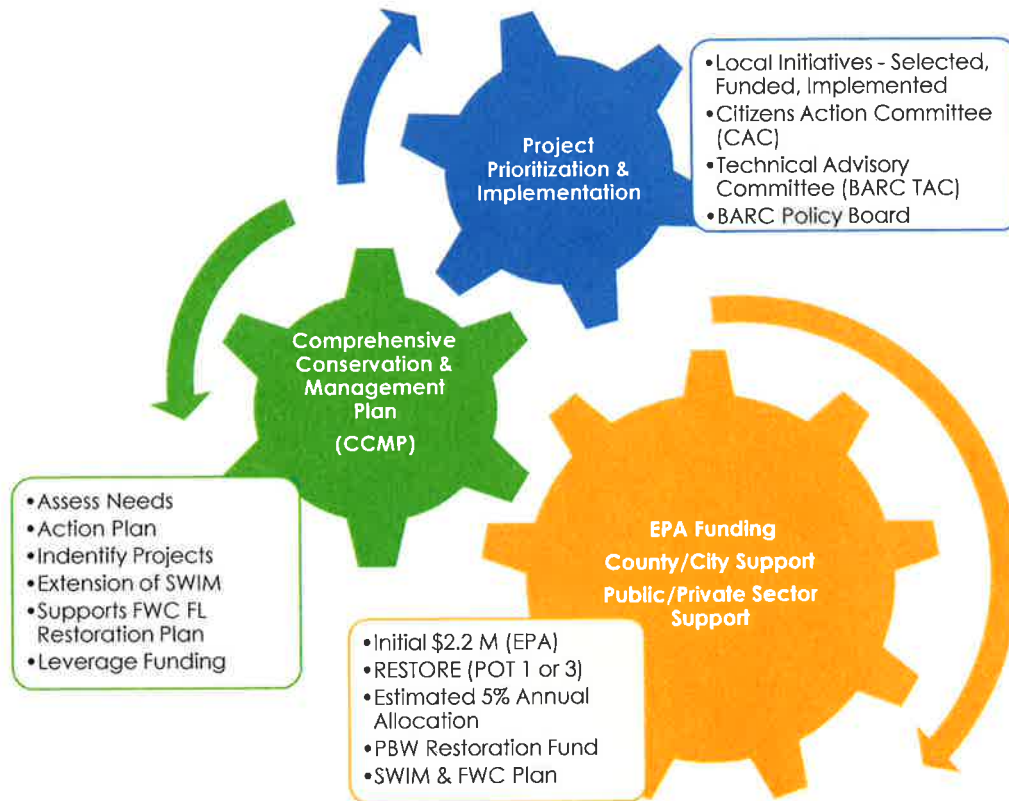 Project
Prioritization &
Implementation
•Local Initiatives - Selected,
Funded, Implemented
•Citizens Action Committee
(CAC)
•Technical Advisory
Committee (BARC TAC)
•BARC Policy Board
Comprehensive
Conservation &
Management
Plan
(CCMP)
•Assess Needs
•Action Plan
•Indentify Projects
•Extension of SWIM
•Supports FWC FL
Restoration Plan
•Leverage Funding
EPA Funding
County/City Support
Public/Private Sector
Support
•Initial $2.2 M (EPA)
•RESTORE (POT 1 or 3)
•Estimated 5% Annual
Allocation
•PBW Restoration Fund
•SWIM & FWC Plan